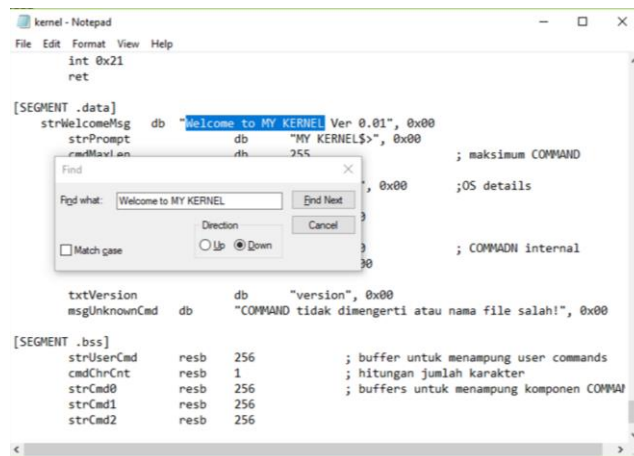 kernel - Notepad
File Edit Format View Help
int 0x21
ret
[SEGMENT .data]
strWelcomeMsg db "Welcome to MY KERNEL Ver 0.01", 0x00
strPrompt db "MY KERNEL$>", 0x00
cmdMaxLen db 255 ; maksimum COMMAND
Find
", 0x00 ;OS details
Find what: Welcome to MY KERNEL Find Next
Direction Cancel
Match case Up Down
; COMMADN internal
txtVersion db "version", 0x00
msgUnknownCmd db "COMMAND tidak dimengerti atau nama file salah!", 0x00
[SEGMENT .bss]
strUserCmd resb 256 ; buffer untuk menampung user commands
cmdChrCnt resb 1 ; hitungan jumlah karakter
strCmd0 resb 256 ; buffers untuk menampung komponen COMMAN
strCmd1 resb 256
strCmd2 resb 256